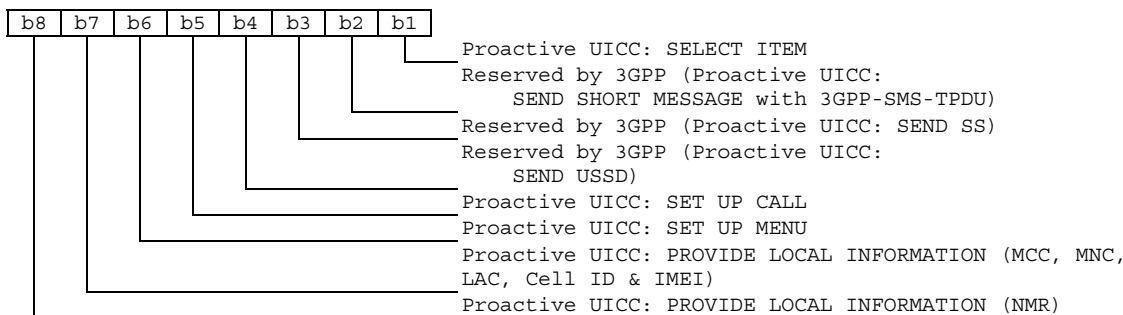 b8 b7 b6 b5 b4 b3 b2 b1
Proactive UICC: SELECT ITEM
Reserved by 3GPP (Proactive UICC:
SEND SHORT MESSAGE with 3GPP-SMS-TPDU)
Reserved by 3GPP (Proactive UICC: SEND SS)
Reserved by 3GPP (Proactive UICC:
SEND USSD)
Proactive UICC: SET UP CALL
Proactive UICC: SET UP MENU
Proactive UICC: PROVIDE LOCAL INFORMATION (MCC, MNC,
LAC, Cell ID & IMEI)
Proactive UICC: PROVIDE LOCAL INFORMATION (NMR)